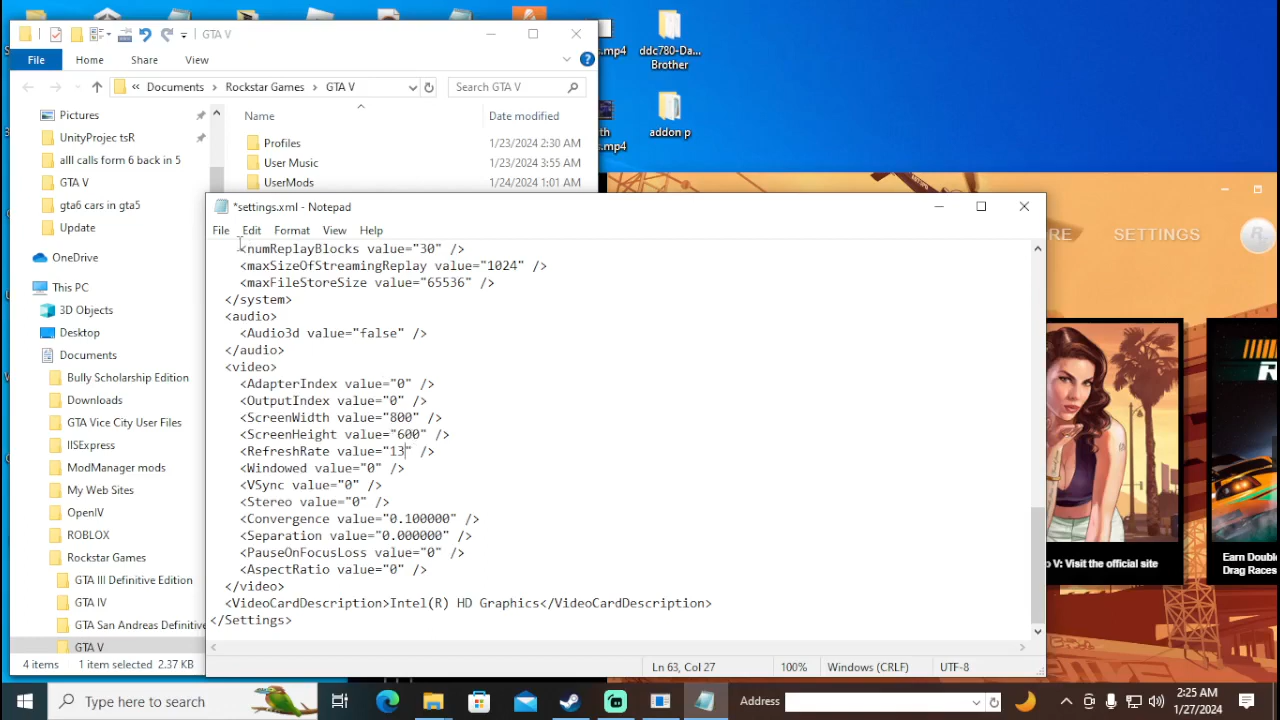 ddc780-Da...
Brother
.mp4
addon p
th
s.mp4
GTA V
File Home Share View
« Documents Rockstar Games GTA V
Search GTA V
Name Date modified
Pictures
UnityProjec tsR
alll calls form 6 back in 5
GTA V
gta6 cars in gta5
Update
OneDrive
This PC
3D Objects
Desktop
Documents
Bully Scholarship Edition
Downloads
GTA Vice City User Files
IISExpress
ModManager mods
My Web Sites
OpenIV
ROBLOX
Rockstar Games
GTA III Definitive Edition
GTA IV
GTA San Andreas Definitive
GTA V
Profiles 1/23/2024 2:30 AM
User Music 1/23/2024 3:55 AM
UserMods 1/24/2024 1:01 AM
4 items 1 item selected 2.37 KB
*settings.xml - Notepad
File Edit Format View Help
<numReplayBlocks value="30" />
<maxSizeOfStreamingReplay value="1024" />
<maxFileStoreSize value="65536" />
</system>
<audio>
<Audio3d value="false" />
</audio>
<video>
<AdapterIndex value="0" />
<OutputIndex value="0" />
<ScreenWidth value="800" />
<ScreenHeight value="600" />
<RefreshRate value="13" />
<Windowed value="0" />
<VSync value="0" />
<Stereo value="0" />
<Convergence value="0.100000" />
<Separation value="0.000000" />
<PauseOnFocusLoss value="0" />
<AspectRatio value="0" />
</video>
<VideoCardDescription>Intel(R) HD Graphics</VideoCardDescription>
</Settings>
Ln 63, Col 27 100% Windows (CRLF) UTF-8
RE SETTINGS
o V: Visit the official site
Earn Double
Drag Races
Type here to search
Address
2:25 AM
1/27/2024